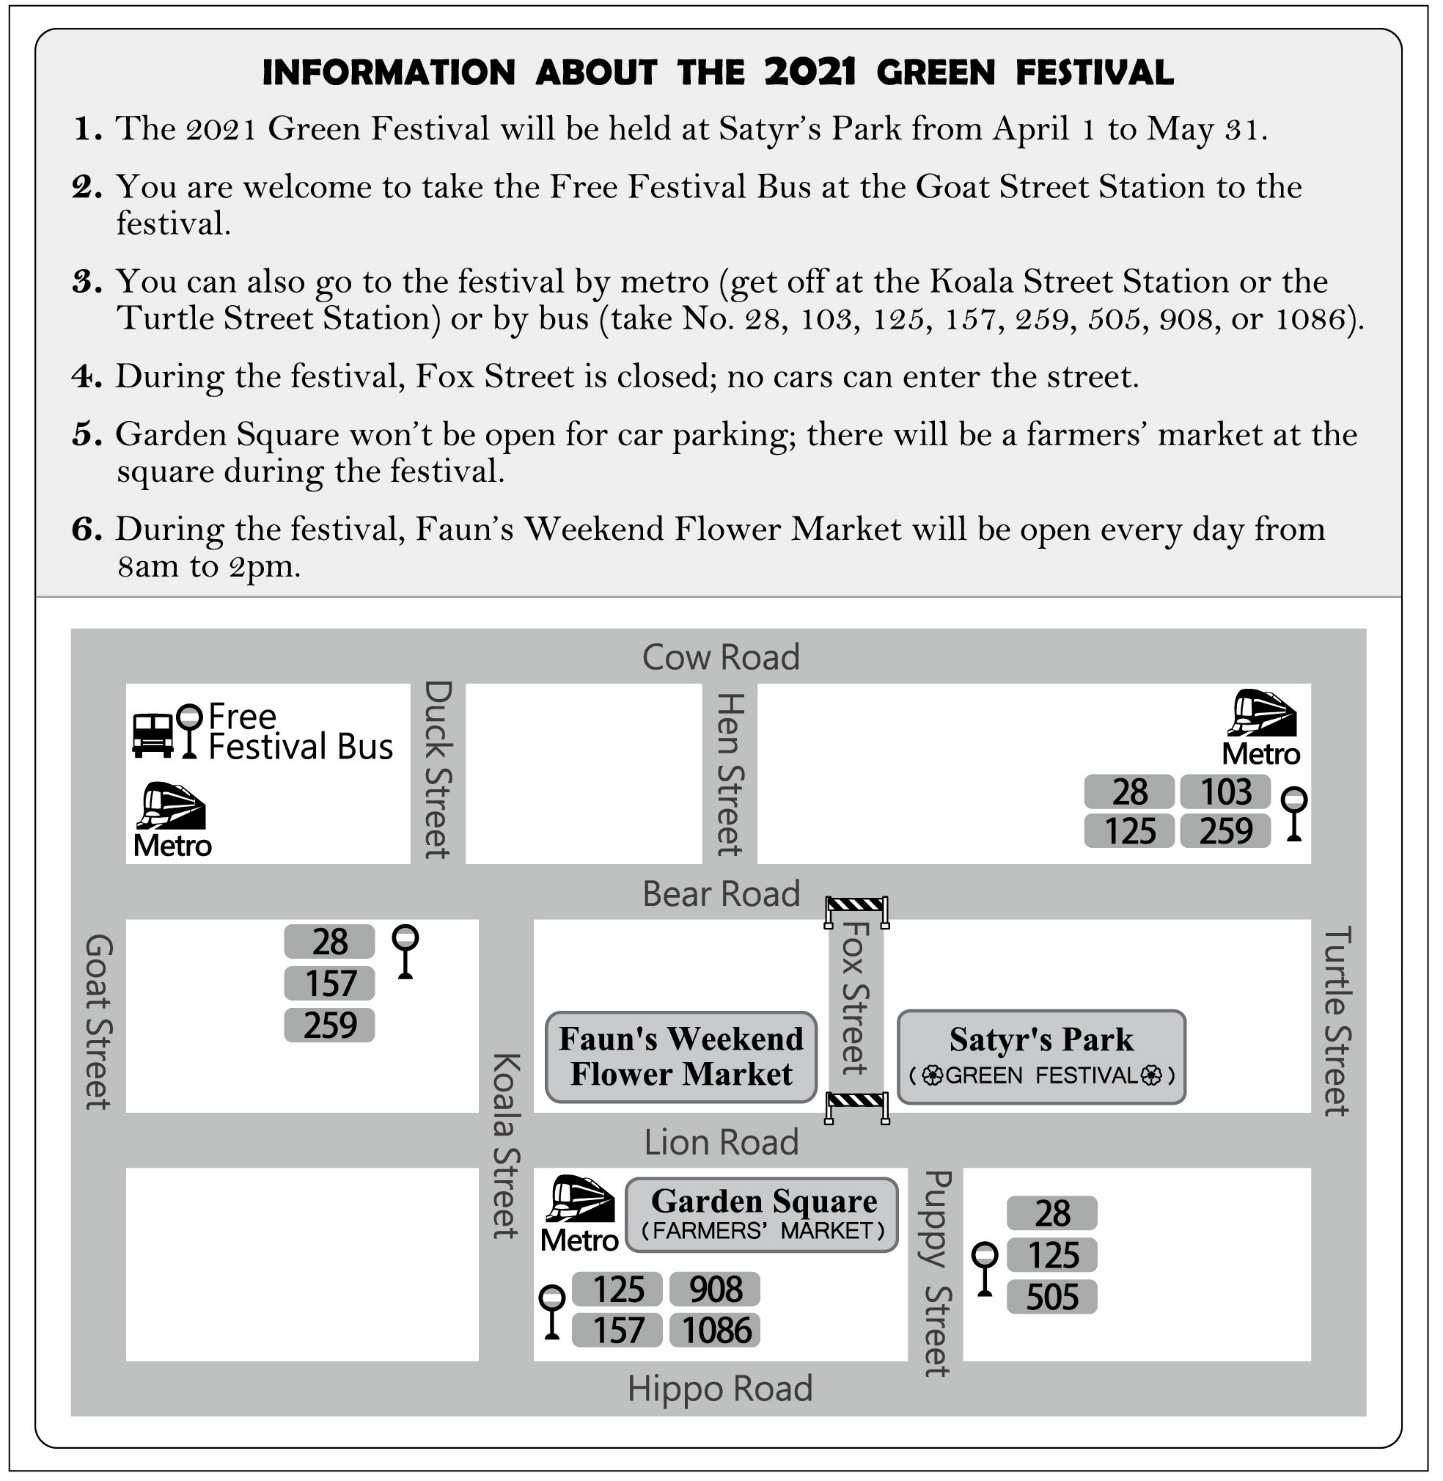 INFORMATION ABOUT THE 2021 GREEN FESTIVAL
1. The 2021 Green Festival will be held at Satyr's Park from April 1 to May 31.
2. You are welcome to take the Free Festival Bus at the Goat Street Station to the
festival.
3. You can also go to the festival by metro (get off at the Koala Street Station or the
Turtle Street Station) or by bus (take No. 28, 103, 125, 157, 259, 505, 908, or 1086).
4. During the festival, Fox Street is closed; no cars can enter the street.
5. Garden Square won't be open for car parking; there will be a farmers' market at the
square during the festival.
6. During the festival, Faun's Weekend Flower Market will be open every day from
8am to 2pm.
Cow Road
Free
Festival Bus
Metro
Duck Street
Hen Street
Metro
28 103
125 259
Bear Road
Goat Street
28
157
259
Koala Street
Faun's Weekend
Flower Market
Fox Street
Satyr's Park
(GREEN FESTIVAL)
Turtle Street
Lion Road
Metro
Garden Square
(FARMERS' MARKET)
125 908
157 1086
Puppy Street
28
125
505
Hippo Road